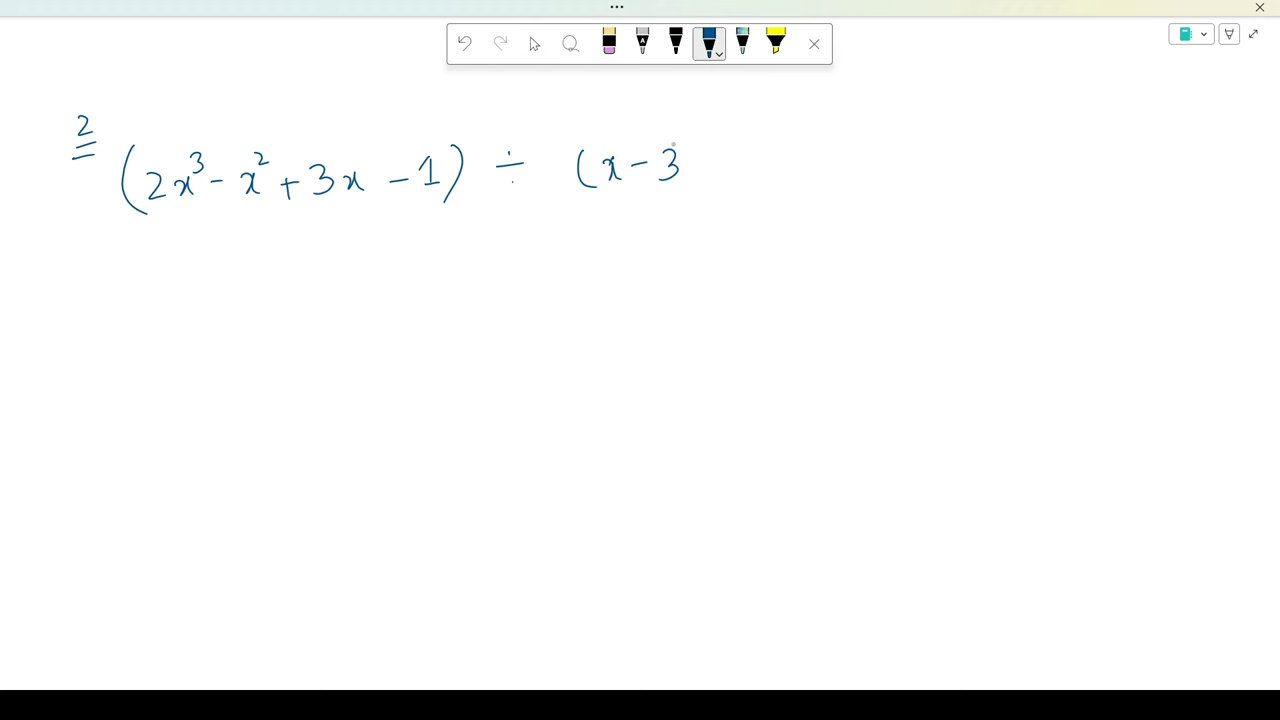 2
(2x³ - x² + 3x - 1) ÷ (x - 3